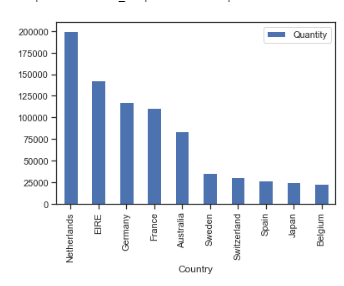 200000
175000
150000
125000
100000
75000
50000
25000
0
Quantity
Netherlands
EIRE
Germany
France
Australia
Sweden
Switzerland
Spain
Japan
Belgium
Country